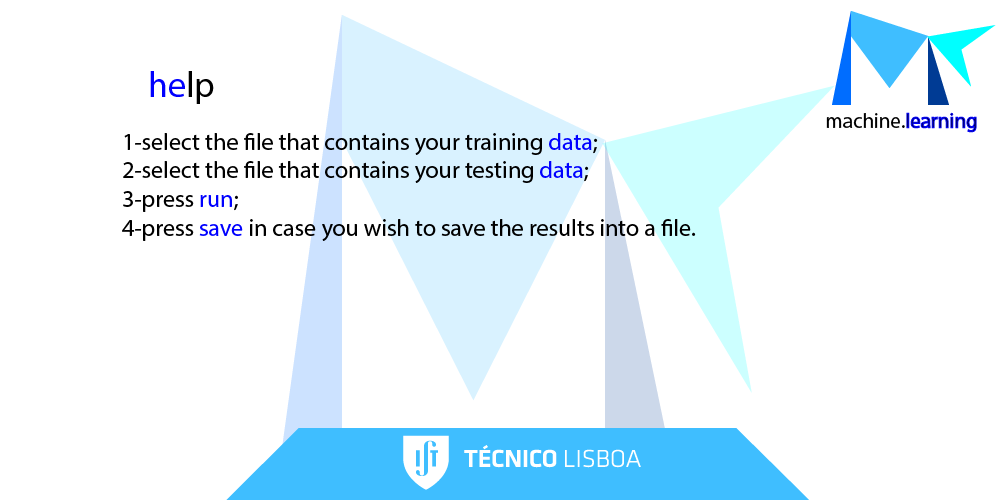 machine.learning
help
1-select the file that contains your training data;
2-select the file that contains your testing data;
3-press run;
4-press save in case you wish to save the results into a file.
TÉCNICO LISBOA